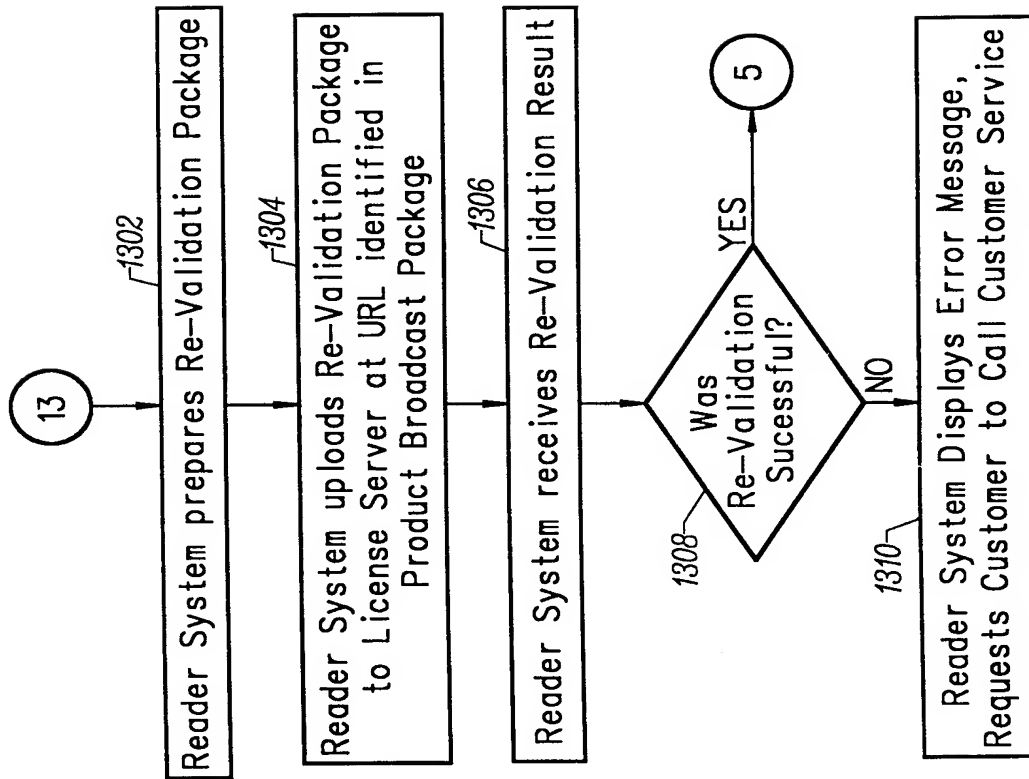 13
1302
Reader System prepares Re-Validation Package
1304
Reader System uploads Re-Validation Package
to License Server at URL identified in
Product Broadcast Package
1306
Reader System receives Re-Validation Result
1308
Was
Re-Validation
Sucessful?
YES
5
NO
1310
Reader System Displays Error Message,
Requests Customer to Call Customer Service